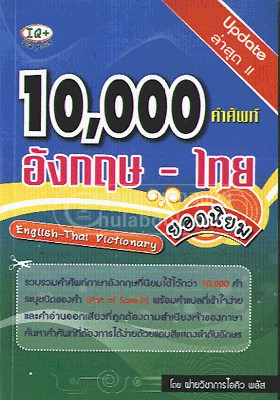 IQ+
update
ล่าสุด !!
10,000 คำศัพท์
อังกฤษ - ไทย
English-Thai Dictionary
ยอดนิยม
รวบรวมคำศัพท์ภาษาอังกฤษที่นิยมใช้ไว้กว่า 10,000 คำ
ระบุชนิดของคำ (Part of Speech) พร้อมคำแปลที่เข้าใจง่าย
และคำอ่านออกเสียงที่ถูกต้องตามสำเนียงเจ้าของภาษา
ค้นหาคำศัพท์ที่ต้องการได้ง่ายด้วยแถบสีแสดงลำดับอักษร
โดย ฝ่ายวิชาการไอคิว พลัส